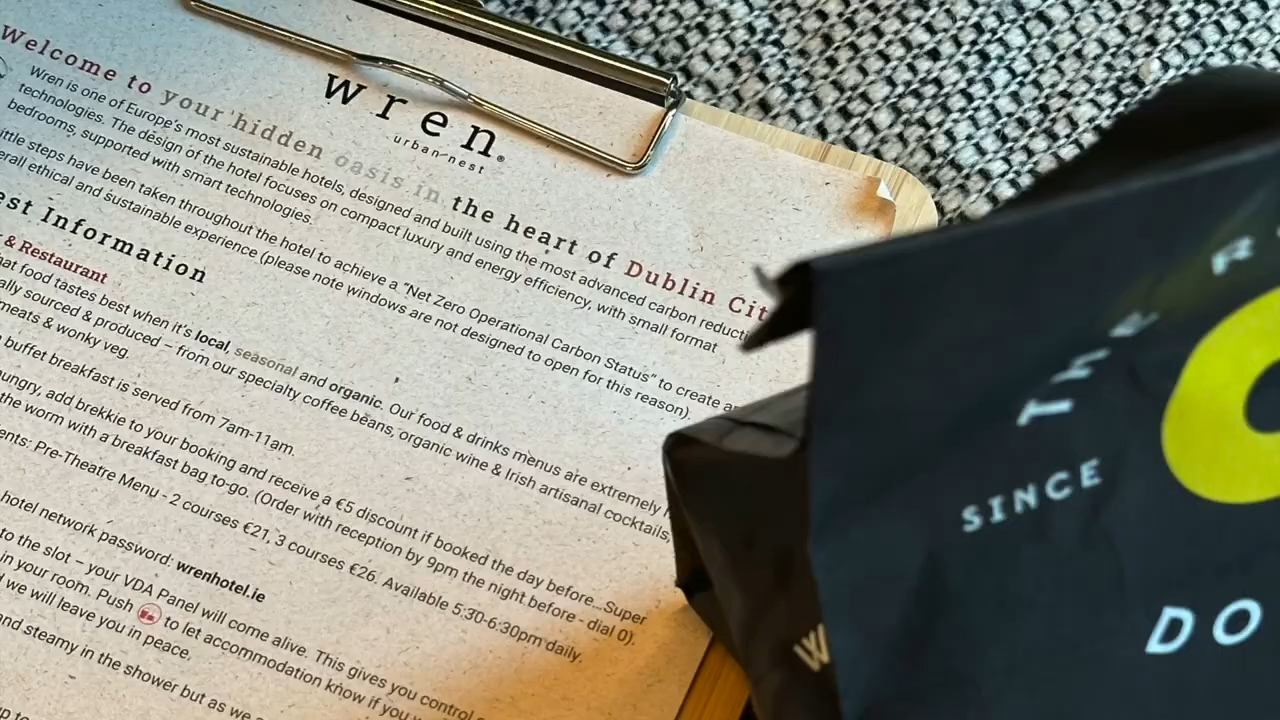 wren®
urban nest
Welcome to your hidden oasis in the heart of Dublin Cit
Wren is one of Europe's most sustainable hotels, designed and built using the most advanced carbon reducti
technologies. The design of the hotel focuses on compact luxury and energy efficiency, with small format
bedrooms, supported with smart technologies.
ittle steps have been taken throughout the hotel to achieve a "Net Zero Operational Carbon Status" to create a
erall ethical and sustainable experience (please note windows are not designed to open for this reason).
est Information
& Restaurant
hat food tastes best when it's local, seasonal and organic. Our food & drinks menus are extremely
ally sourced & produced – from our specialty coffee beans, organic wine & Irish artisanal cocktails,
meats & wonky veg.
buffet breakfast is served from 7am-11am.
ungry, add brekkie to your booking and receive a €5 discount if booked the day before...Super
the worm with a breakfast bag to-go. (Order with reception by 9pm the night before - dial 0).
ents: Pre-Theatre Menu - 2 courses €21, 3 courses €26. Available 5:30-6:30pm daily.
hotel network password: wrenhotel.ie
to the slot – your VDA Panel will come alive. This gives you control
in your room. Push to let accommodation know if you
we will leave you in peace.
and steamy in the shower but as we
up to
The R
SINCE
DO
W